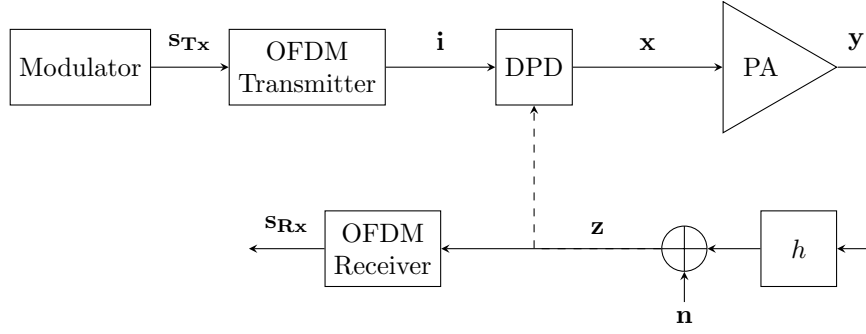 s_Tx
i
x
y
Modulator
OFDM
Transmitter
DPD
PA
s_Rx
z
OFDM
Receiver
h
n